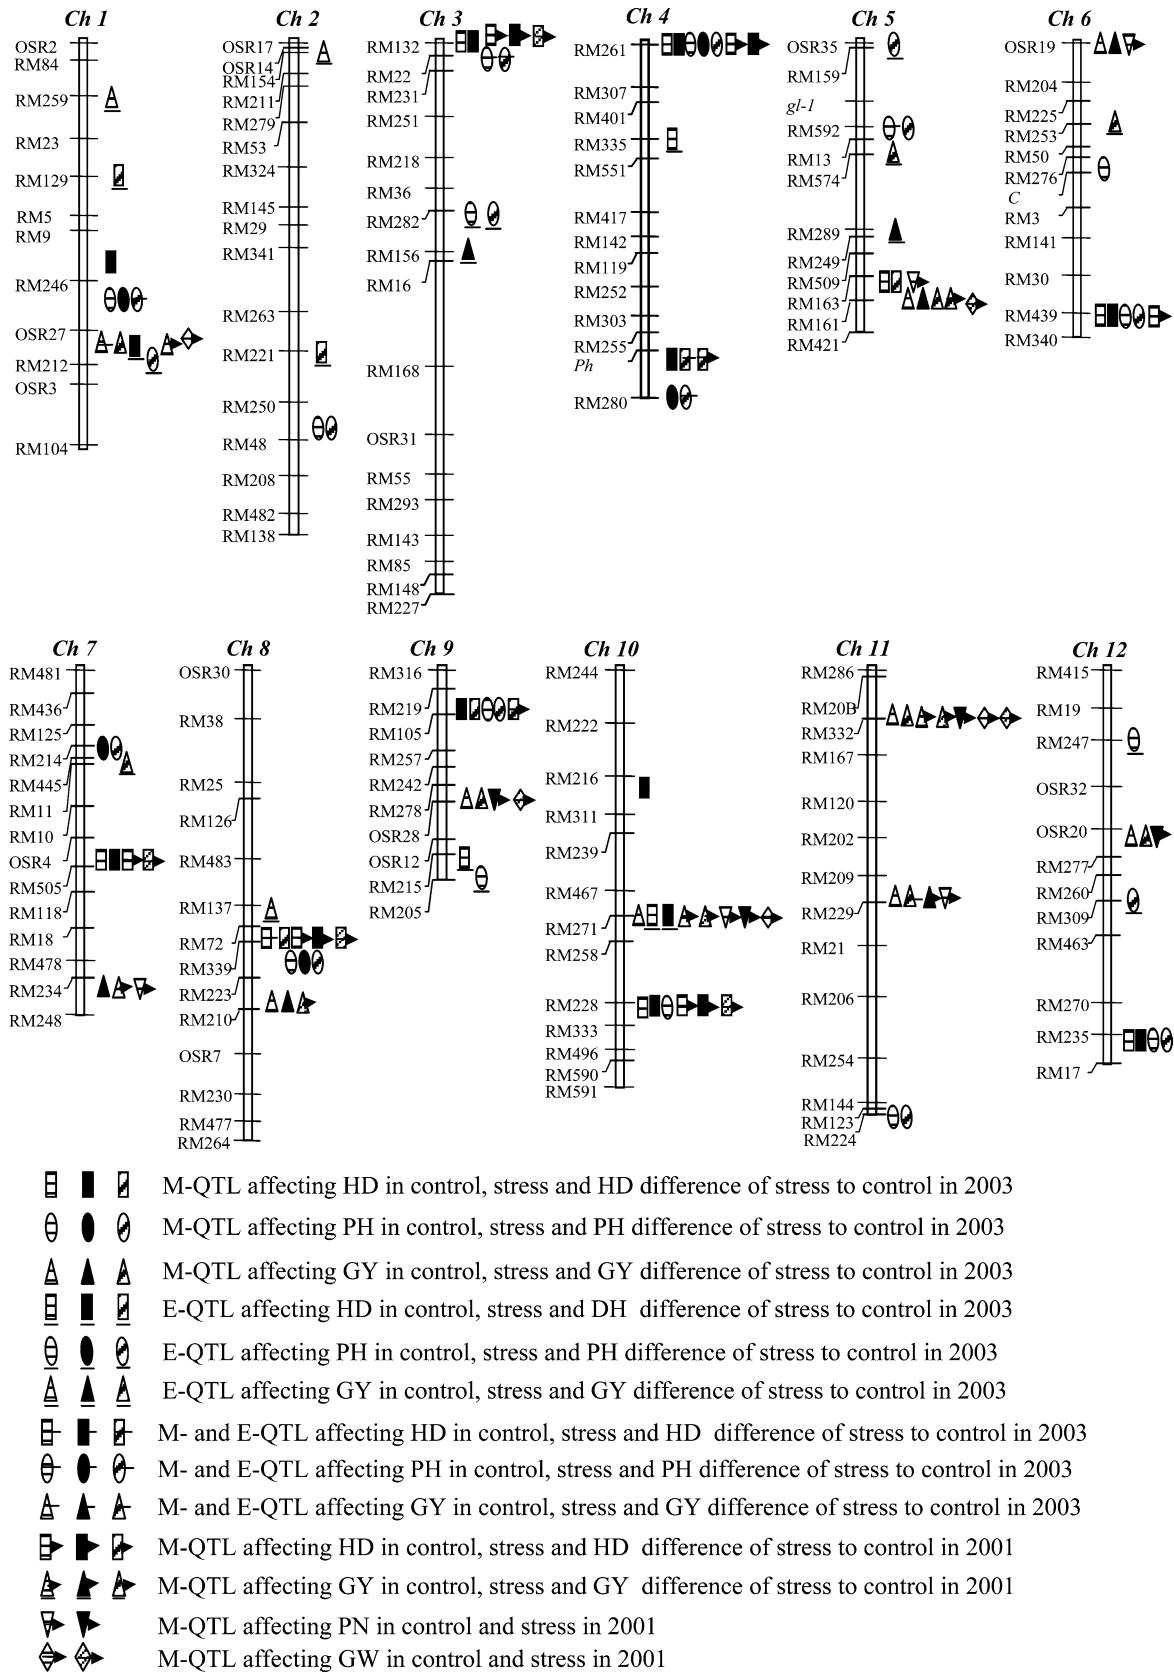 Ch 1
OSR2
RM84
RM259
RM23
RM129
RM5
RM9
RM246
OSR27
RM212
OSR3
RM104
Ch 2
OSR17
OSR14
RM154
RM211
RM279
RM53
RM324
RM145
RM29
RM341
RM263
RM221
RM250
RM48
RM208
RM482
RM138
Ch 3
RM132
RM22
RM231
RM251
RM218
RM36
RM282
RM156
RM16
RM168
OSR31
RM55
RM293
RM143
RM85
RM148
RM227
Ch 4
RM261
RM307
RM401
RM335
RM551
RM417
RM142
RM119
RM252
RM303
RM255
Ph
RM280
Ch 5
OSR35
RM159
gl-1
RM592
RM13
RM574
RM289
RM249
RM509
RM163
RM161
RM421
Ch 6
OSR19
RM204
RM225
RM253
RM50
RM276
C
RM3
RM141
RM30
RM439
RM340
Ch 7
RM481
RM436
RM125
RM214
RM445
RM11
RM10
OSR4
RM505
RM118
RM18
RM478
RM234
RM248
Ch 8
OSR30
RM38
RM25
RM126
RM483
RM137
RM72
RM339
RM223
RM210
OSR7
RM230
RM477
RM264
Ch 9
RM316
RM219
RM105
RM257
RM242
RM278
OSR28
OSR12
RM215
RM205
Ch 10
RM244
RM222
RM216
RM311
RM239
RM467
RM271
RM258
RM228
RM333
RM496
RM590
RM591
Ch 11
RM286
RM20B
RM332
RM167
RM120
RM202
RM209
RM229
RM21
RM206
RM254
RM144
RM123
RM224
Ch 12
RM415
RM19
RM247
OSR32
OSR20
RM277
RM260
RM309
RM463
RM270
RM235
RM17
M-QTL affecting HD in control, stress and HD difference of stress to control in 2003
M-QTL affecting PH in control, stress and PH difference of stress to control in 2003
M-QTL affecting GY in control, stress and GY difference of stress to control in 2003
E-QTL affecting HD in control, stress and DH difference of stress to control in 2003
E-QTL affecting PH in control, stress and PH difference of stress to control in 2003
E-QTL affecting GY in control, stress and GY difference of stress to control in 2003
M- and E-QTL affecting HD in control, stress and HD difference of stress to control in 2003
M- and E-QTL affecting PH in control, stress and PH difference of stress to control in 2003
M- and E-QTL affecting GY in control, stress and GY difference of stress to control in 2003
M-QTL affecting HD in control, stress and HD difference of stress to control in 2001
M-QTL affecting GY in control, stress and GY difference of stress to control in 2001
M-QTL affecting PN in control and stress in 2001
M-QTL affecting GW in control and stress in 2001